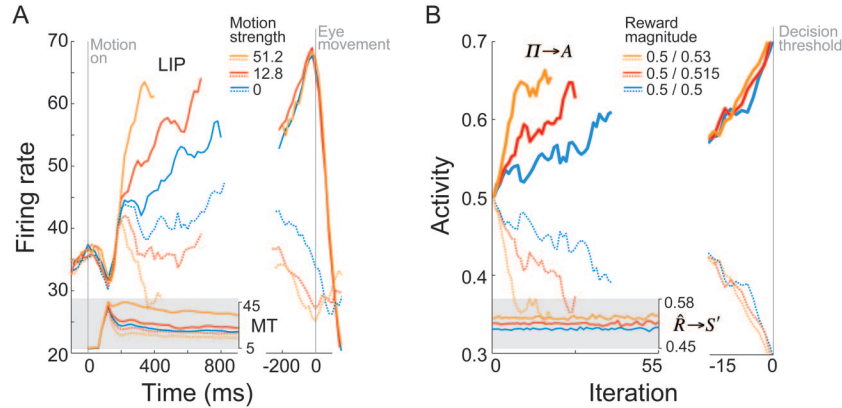 A
Motion on
LIP
Motion strength
51.2
12.8
0
Eye movement
Firing rate
70
60
50
40
30
20
MT
45
5
0
400
800
-200
0
Time (ms)
B
Π→A
Reward magnitude
0.5 / 0.53
0.5 / 0.515
0.5 / 0.5
Decision threshold
Activity
0.7
0.6
0.5
0.4
0.3
0.58
R̂→S'
0.45
0
55
-15
0
Iteration